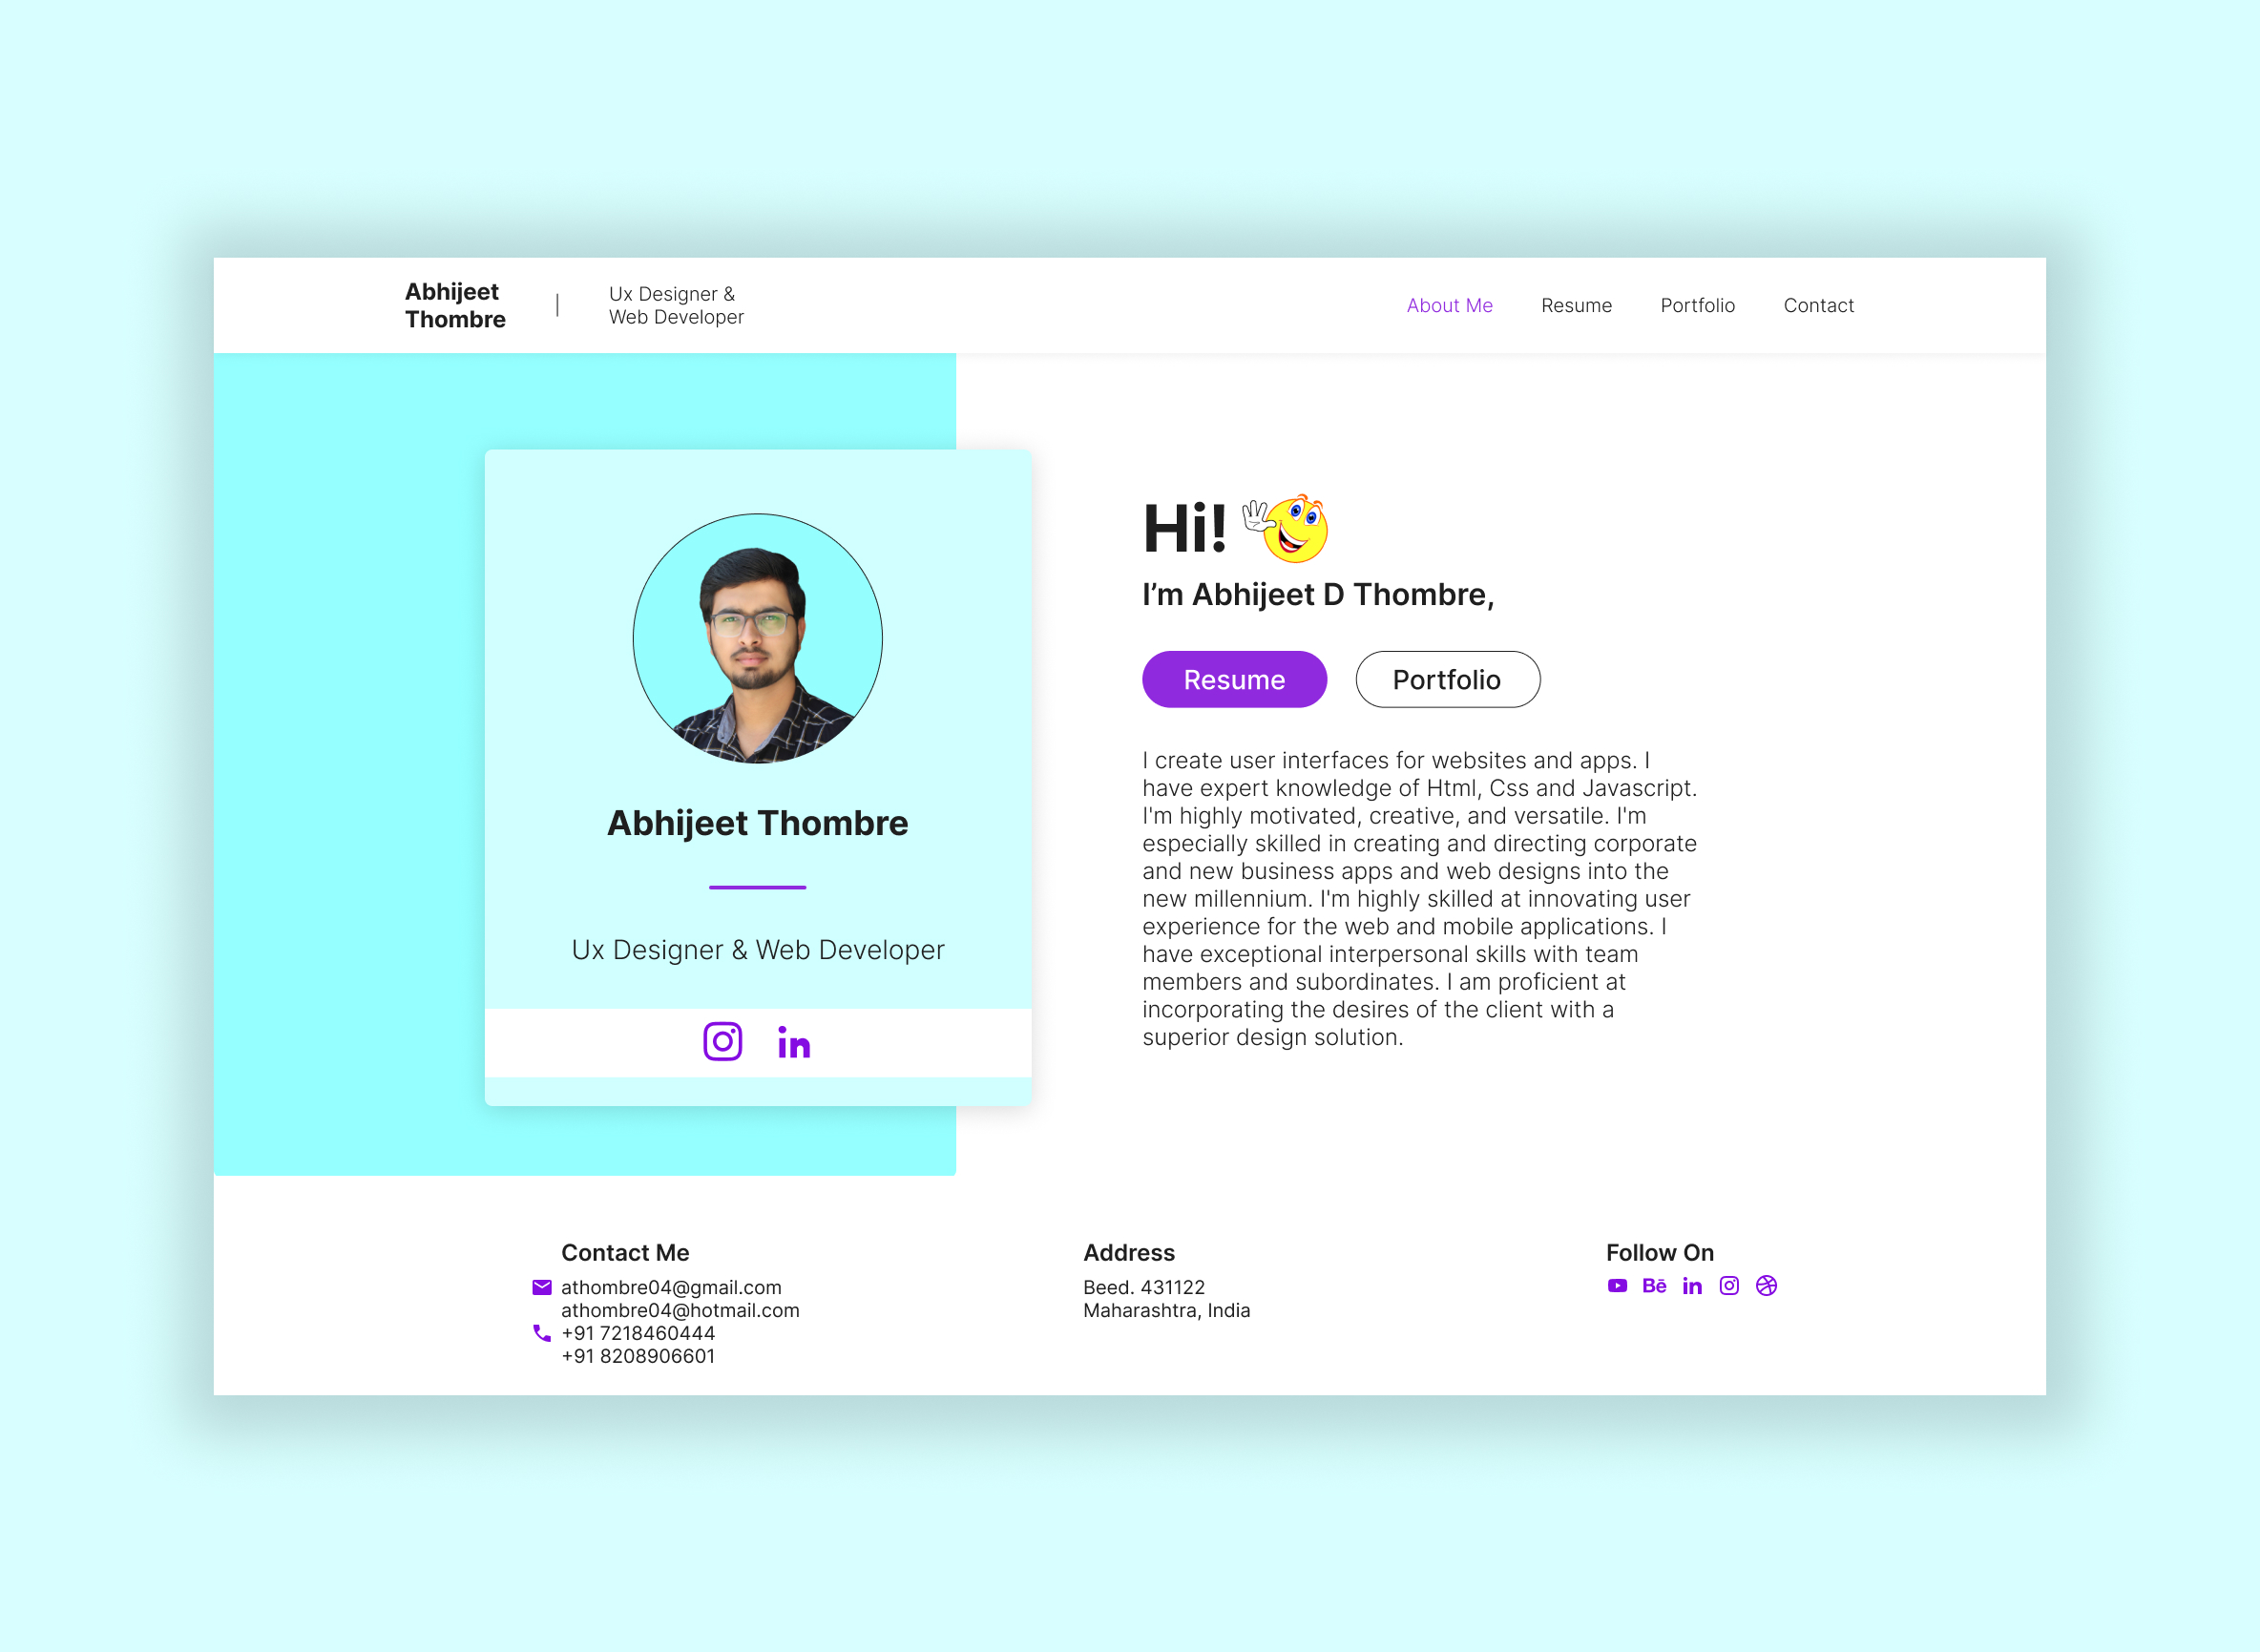 Abhijeet
Thombre
|
Ux Designer &
Web Developer
About Me
Resume
Portfolio
Contact
Abhijeet Thombre
Ux Designer & Web Developer
in
Hi!
I’m Abhijeet D Thombre,
Resume
Portfolio
I create user interfaces for websites and apps. I
have expert knowledge of Html, Css and Javascript.
I'm highly motivated, creative, and versatile. I'm
especially skilled in creating and directing corporate
and new business apps and web designs into the
new millennium. I'm highly skilled at innovating user
experience for the web and mobile applications. I
have exceptional interpersonal skills with team
members and subordinates. I am proficient at
incorporating the desires of the client with a
superior design solution.
Contact Me
athombre04@gmail.com
athombre04@hotmail.com
+91 7218460444
+91 8208906601
Address
Beed. 431122
Maharashtra, India
Follow On
Bē in